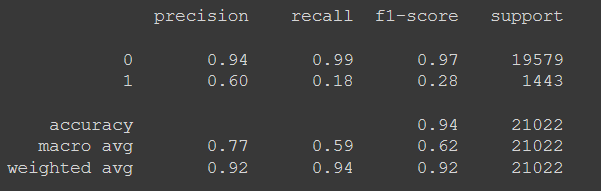 precision recall f1-score support
0 0.94 0.99 0.97 19579
1 0.60 0.18 0.28 1443
accuracy 0.94 21022
macro avg 0.77 0.59 0.62 21022
weighted avg 0.92 0.94 0.92 21022